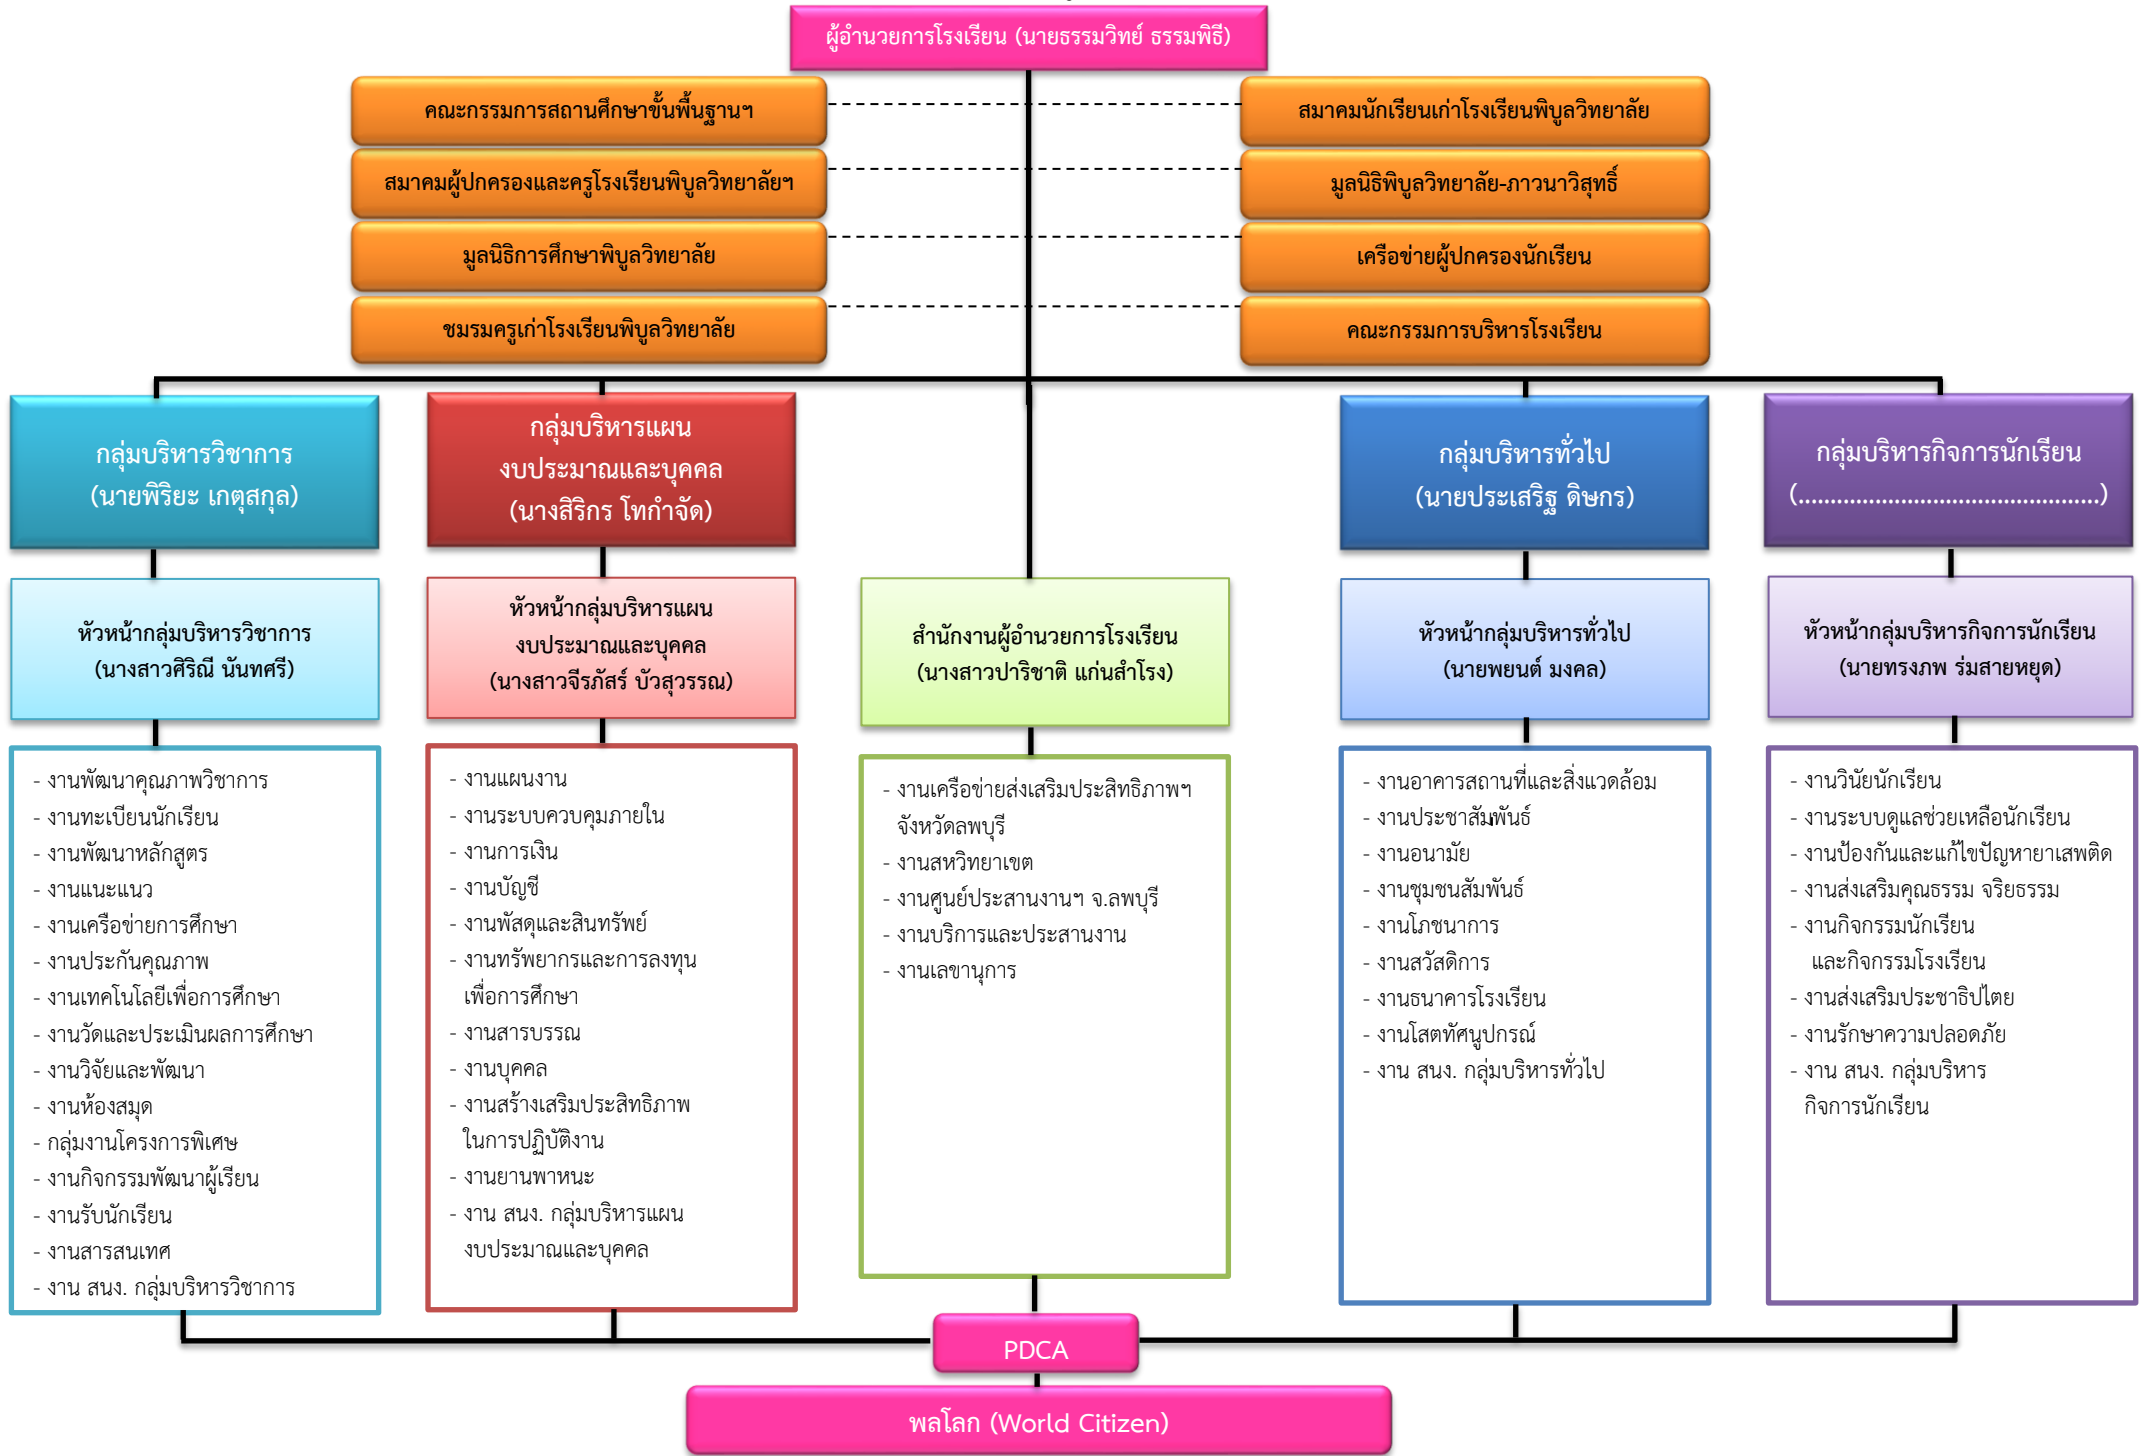 ผู้อำนวยการโรงเรียน (นายธรรมวิทย์ ธรรมพิธี)
คณะกรรมการสถานศึกษาขั้นพื้นฐานฯ
สมาคมนักเรียนเก่าโรงเรียนพิบูลวิทยาลัย
สมาคมผู้ปกครองและครูโรงเรียนพิบูลวิทยาลัยฯ
มูลนิธิพิบูลวิทยาลัย-ภาวนาวิสุทธิ์
มูลนิธิการศึกษาพิบูลวิทยาลัย
เครือข่ายผู้ปกครองนักเรียน
ชมรมครูเก่าโรงเรียนพิบูลวิทยาลัย
คณะกรรมการบริหารโรงเรียน
กลุ่มบริหารวิชาการ
(นายพิริยะ เกตุสกุล)
กลุ่มบริหารแผน
งบประมาณและบุคคล
(นางสิริกร โทกำจัด)
กลุ่มบริหารทั่วไป
(นายประเสริฐ ดิษกร)
กลุ่มบริหารกิจการนักเรียน
(............................................)
หัวหน้ากลุ่มบริหารวิชาการ
(นางสาวศิริณี นันทศรี)
หัวหน้ากลุ่มบริหารแผน
งบประมาณและบุคคล
(นางสาวจีรภัสร์ บัวสุวรรณ)
สำนักงานผู้อำนวยการโรงเรียน
(นางสาวปาริชาติ แก่นสำโรง)
หัวหน้ากลุ่มบริหารทั่วไป
(นายพยนต์ มงคล)
หัวหน้ากลุ่มบริหารกิจการนักเรียน
(นายทรงภพ ร่มสายหยุด)
- งานพัฒนาคุณภาพวิชาการ
- งานทะเบียนนักเรียน
- งานพัฒนาหลักสูตร
- งานแนะแนว
- งานเครือข่ายการศึกษา
- งานประกันคุณภาพ
- งานเทคโนโลยีเพื่อการศึกษา
- งานวัดและประเมินผลการศึกษา
- งานวิจัยและพัฒนา
- งานห้องสมุด
- กลุ่มงานโครงการพิเศษ
- งานกิจกรรมพัฒนาผู้เรียน
- งานรับนักเรียน
- งานสารสนเทศ
- งาน สนง. กลุ่มบริหารวิชาการ
- งานแผนงาน
- งานระบบควบคุมภายใน
- งานการเงิน
- งานบัญชี
- งานพัสดุและสินทรัพย์
- งานทรัพยากรและการลงทุน
เพื่อการศึกษา
- งานสารบรรณ
- งานบุคคล
- งานสร้างเสริมประสิทธิภาพ
ในการปฏิบัติงาน
- งานยานพาหนะ
- งาน สนง. กลุ่มบริหารแผน
งบประมาณและบุคคล
- งานเครือข่ายส่งเสริมประสิทธิภาพฯ
จังหวัดลพบุรี
- งานสหวิทยาเขต
- งานศูนย์ประสานงานฯ จ.ลพบุรี
- งานบริการและประสานงาน
- งานเลขานุการ
- งานอาคารสถานที่และสิ่งแวดล้อม
- งานประชาสัมพันธ์
- งานอนามัย
- งานชุมชนสัมพันธ์
- งานโภชนาการ
- งานสวัสดิการ
- งานธนาคารโรงเรียน
- งานโสตทัศนูปกรณ์
- งาน สนง. กลุ่มบริหารทั่วไป
- งานวินัยนักเรียน
- งานระบบดูแลช่วยเหลือนักเรียน
- งานป้องกันและแก้ไขปัญหายาเสพติด
- งานส่งเสริมคุณธรรม จริยธรรม
- งานกิจกรรมนักเรียน
และกิจกรรมโรงเรียน
- งานส่งเสริมประชาธิปไตย
- งานรักษาความปลอดภัย
- งาน สนง. กลุ่มบริหาร
กิจการนักเรียน
PDCA
พลโลก (World Citizen)